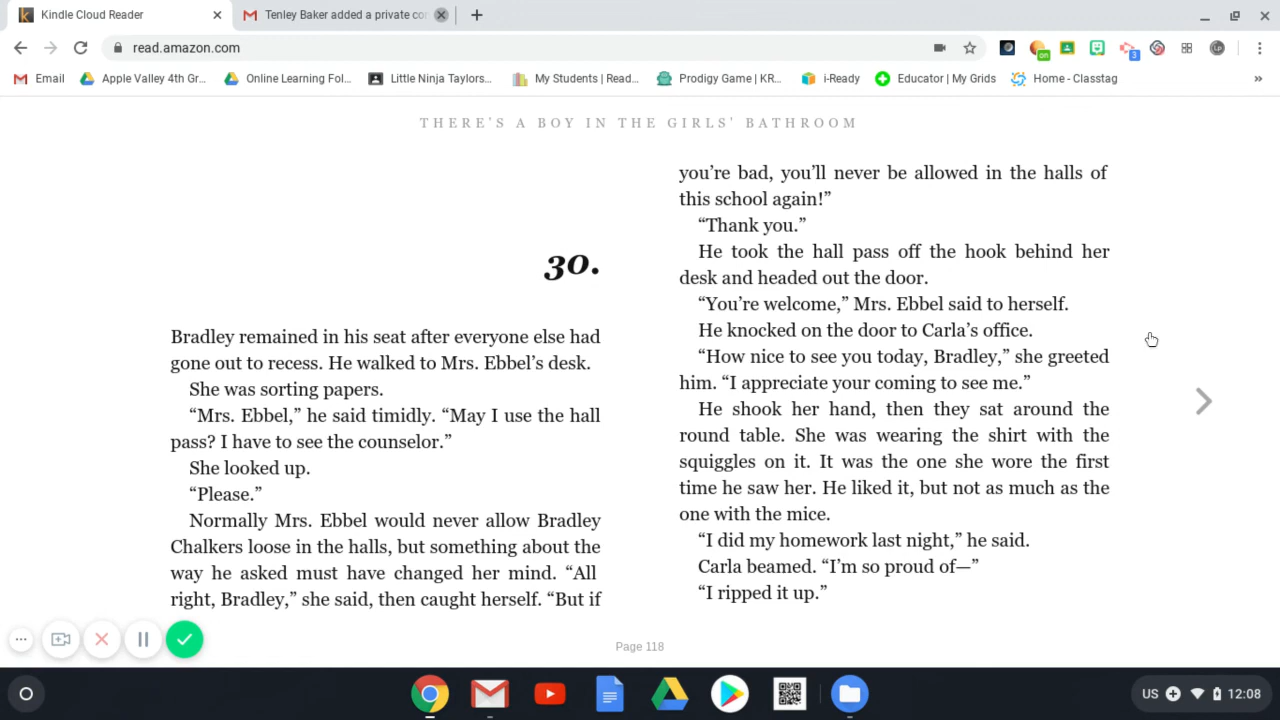 Kindle Cloud Reader
Tenley Baker added a private co
read.amazon.com
on
3
LP
Email
Apple Valley 4th Gr...
Online Learning Fol...
Little Ninja Taylors...
My Students | Read...
Prodigy Game | KR...
i-Ready
Educator | My Grids
Home - Classtag
»
THERE'S A BOY IN THE GIRLS' BATHROOM
30.
Bradley remained in his seat after everyone else had
gone out to recess. He walked to Mrs. Ebbel’s desk.
She was sorting papers.
“Mrs. Ebbel,” he said timidly. “May I use the hall
pass? I have to see the counselor.”
She looked up.
“Please.”
Normally Mrs. Ebbel would never allow Bradley
Chalkers loose in the halls, but something about the
way he asked must have changed her mind. “All
right, Bradley,” she said, then caught herself. “But if
you’re bad, you’ll never be allowed in the halls of
this school again!”
“Thank you.”
He took the hall pass off the hook behind her
desk and headed out the door.
“You’re welcome,” Mrs. Ebbel said to herself.
He knocked on the door to Carla’s office.
“How nice to see you today, Bradley,” she greeted
him. “I appreciate your coming to see me.”
He shook her hand, then they sat around the
round table. She was wearing the shirt with the
squiggles on it. It was the one she wore the first
time he saw her. He liked it, but not as much as the
one with the mice.
“I did my homework last night,” he said.
Carla beamed. “I’m so proud of—”
“I ripped it up.”
Page 118
US
12:08